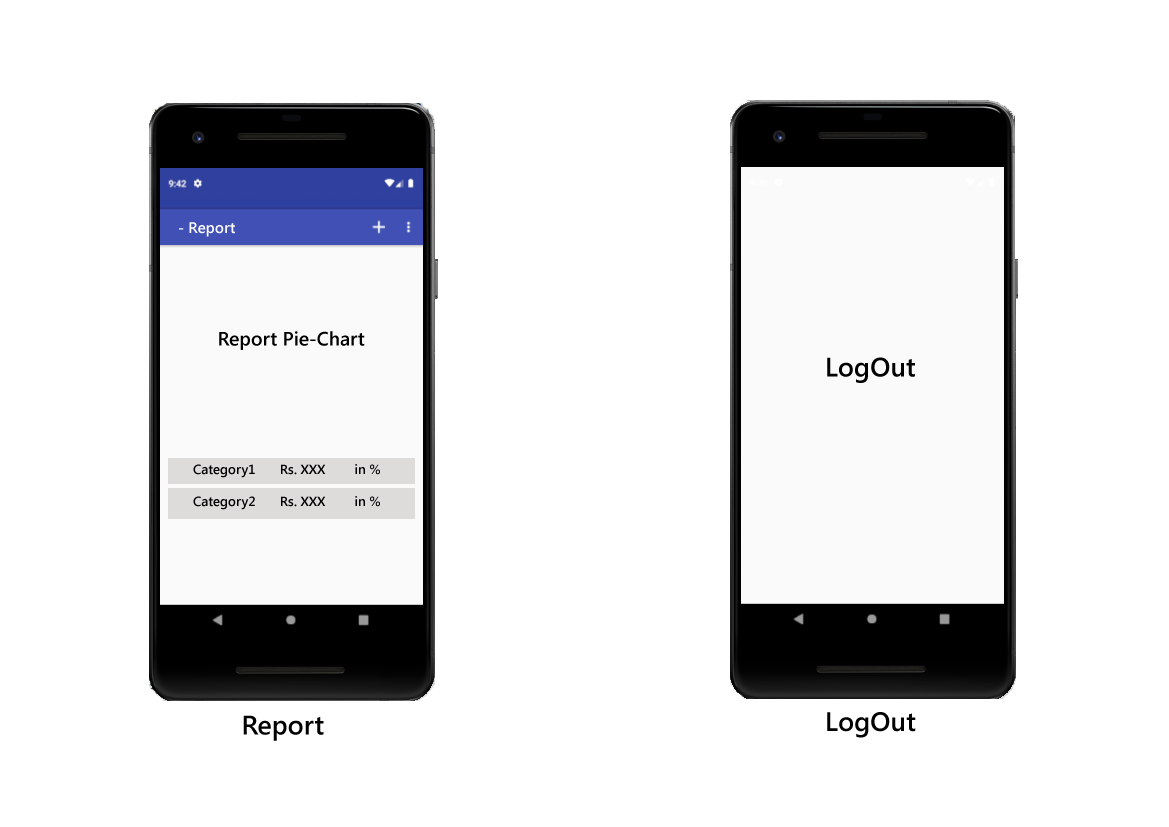 9:42
- Report
Report Pie-Chart
Category1 Rs. XXX in %
Category2 Rs. XXX in %
Report
LogOut
LogOut